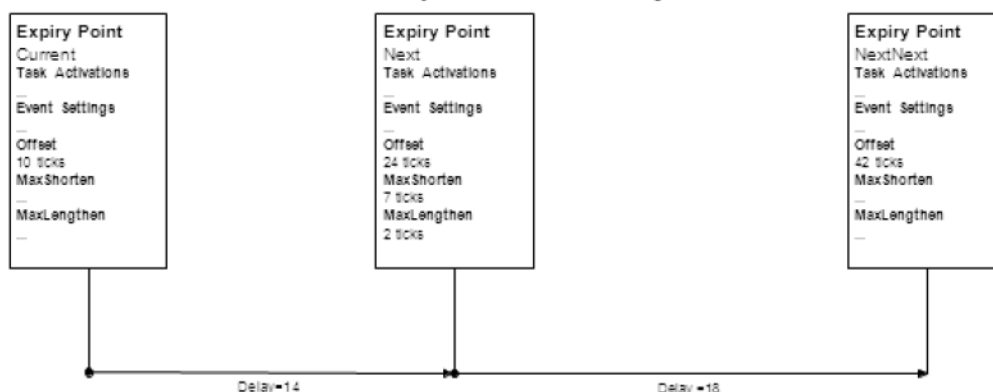 Expiry Point
Current
Task Activations
...
Event Settings
...
Offset
10 ticks
MaxShorten
...
MaxLengthen
...
Expiry Point
Next
Task Activations
...
Event Settings
...
Offset
24 ticks
MaxShorten
7 ticks
MaxLengthen
2 ticks
Expiry Point
NextNext
Task Activations
...
Event Settings
...
Offset
42 ticks
MaxShorten
...
MaxLengthen
...
Delay=14
Delay =18